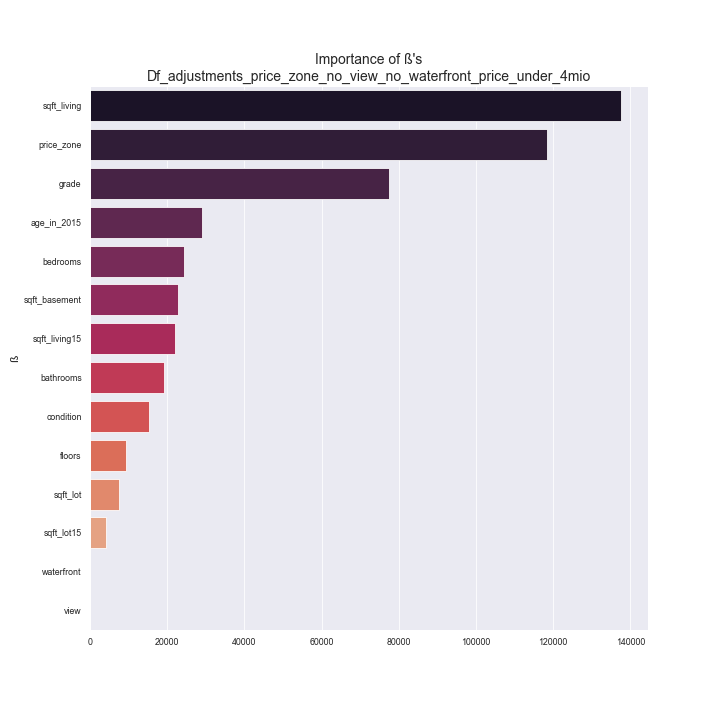 Importance of ß's
Df_adjustments_price_zone_no_view_no_waterfront_price_under_4mio
sqft_living
price_zone
grade
age_in_2015
bedrooms
sqft_basement
sqft_living15
ß
bathrooms
condition
floors
sqft_lot
sqft_lot15
waterfront
view
0 20000 40000 60000 80000 100000 120000 140000